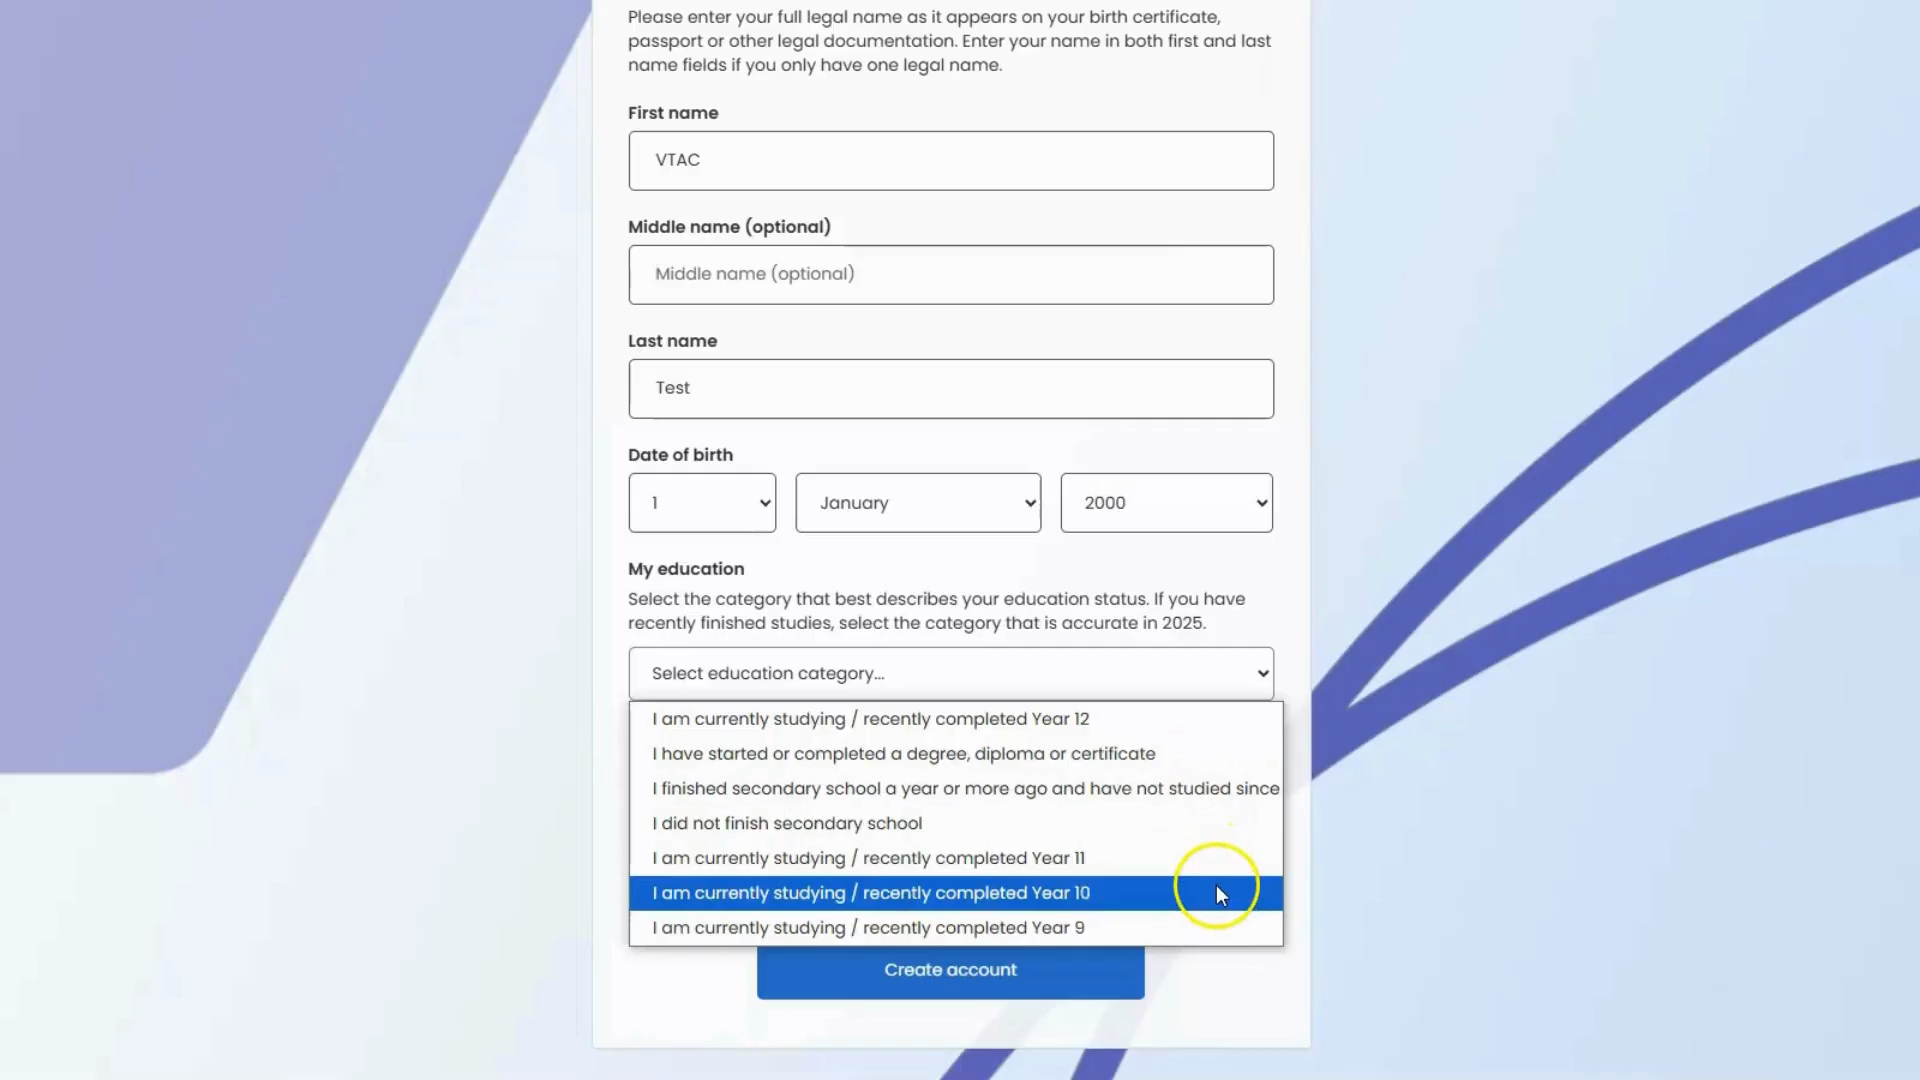 Please enter your full legal name as it appears on your birth certificate,
passport or other legal documentation. Enter your name in both first and last
name fields if you only have one legal name.
First name
VTAC
Middle name (optional)
Middle name (optional)
Last name
Test
Date of birth
1 January 2000
My education
Select the category that best describes your education status. If you have
recently finished studies, select the category that is accurate in 2025.
Select education category...
I am currently studying / recently completed Year 12
I have started or completed a degree, diploma or certificate
I finished secondary school a year or more ago and have not studied since
I did not finish secondary school
I am currently studying / recently completed Year 11
I am currently studying / recently completed Year 10
I am currently studying / recently completed Year 9
Create account